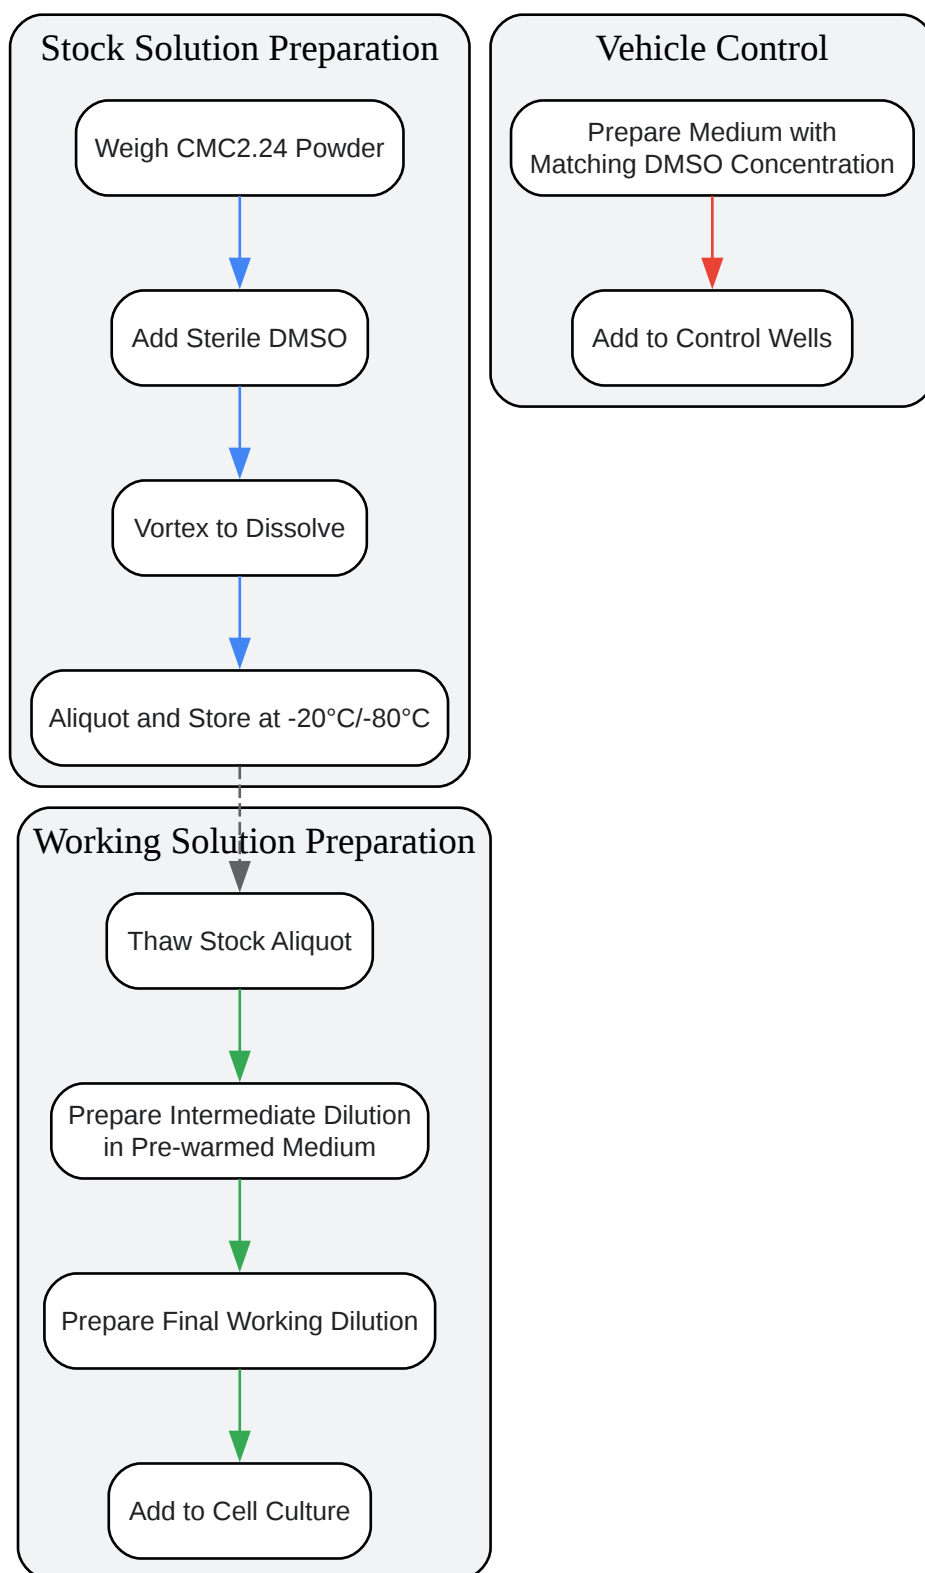 Stock Solution Preparation
Weigh CMC2.24 Powder
Add Sterile DMSO
Vortex to Dissolve
Aliquot and Store at -20°C/-80°C
Vehicle Control
Prepare Medium with
Matching DMSO Concentration
Add to Control Wells
Working Solution Preparation
Thaw Stock Aliquot
Prepare Intermediate Dilution
in Pre-warmed Medium
Prepare Final Working Dilution
Add to Cell Culture